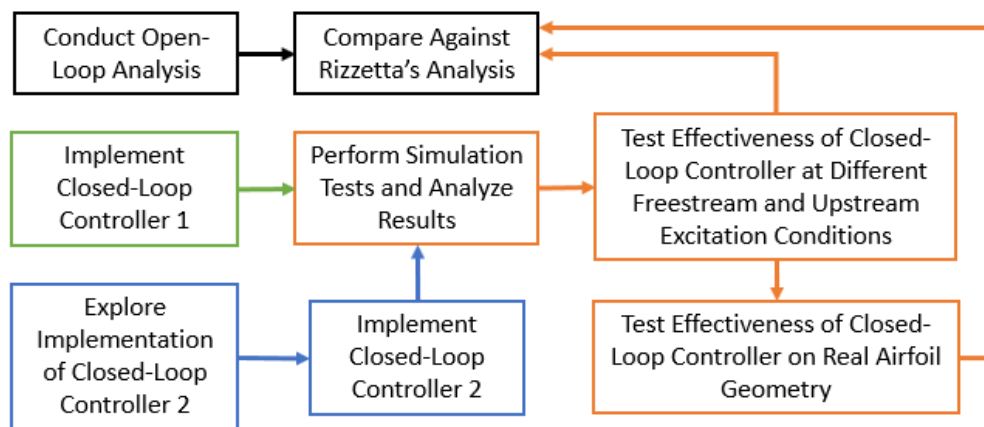 Conduct Open-
Loop Analysis
Compare Against
Rizzetta's Analysis
Implement
Closed-Loop
Controller 1
Perform Simulation
Tests and Analyze
Results
Test Effectiveness of Closed-
Loop Controller at Different
Freestream and Upstream
Excitation Conditions
Explore
Implementation
of Closed-Loop
Controller 2
Implement
Closed-Loop
Controller 2
Test Effectiveness of Closed-
Loop Controller on Real Airfoil
Geometry